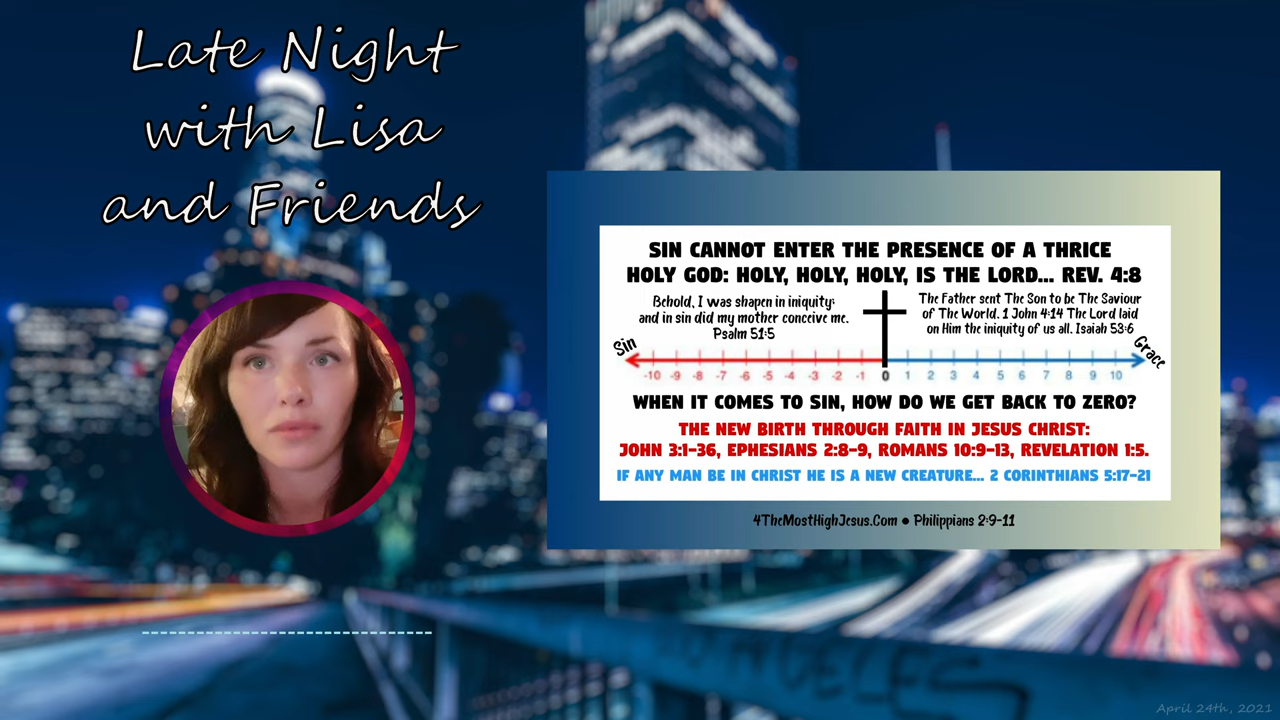 Late Night
with Lisa
and Friends
SIN CANNOT ENTER THE PRESENCE OF A THRICE
HOLY GOD: HOLY, HOLY, HOLY, IS THE LORD... REV. 4:8
Behold, I was shapen in iniquity;
and in sin did my mother conceive me.
Psalm 51:5
The Father sent The Son to be The Saviour
of The World. 1 John 4:14 The Lord laid
on Him the iniquity of us all. Isaiah 53:6
Sin
Grace
-10 -9 -8 -7 -6 -5 -4 -3 -2 -1 0 1 2 3 4 5 6 7 8 9 10
WHEN IT COMES TO SIN, HOW DO WE GET BACK TO ZERO?
THE NEW BIRTH THROUGH FAITH IN JESUS CHRIST:
JOHN 3:1-36, EPHESIANS 2:8-9, ROMANS 10:9-13, REVELATION 1:5.
IF ANY MAN BE IN CHRIST HE IS A NEW CREATURE... 2 CORINTHIANS 5:17-21
4TheMostHighJesus.Com ● Philippians 2:9-11
April 24th, 2021